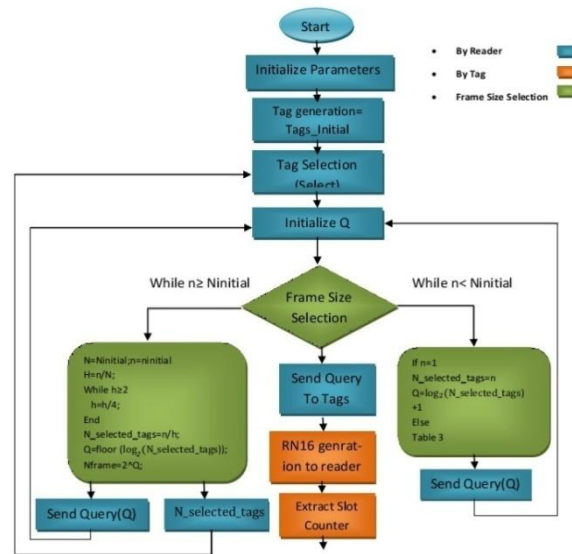 Start
• By Reader
• By Tag
• Frame Size Selection
Initialize Parameters
Tag generation=
Tags_Initial
Tag Selection
(Select)
Initialize Q
While n≥ Ninitial
While n< Ninitial
Frame Size
Selection
N=Ninitial;n=ninitial
H=n/N;
While h≥2
h=h/4;
End
N_selected_tags=n/h;
Q=floor (log2(N_selected_tags));
Nframe=2^Q;
Send Query(Q)
N_selected_tags
Send Query
To Tags
RN16 genrat-
ion to reader
Extract Slot
Counter
If n=1
N_selected_tags=n
Q=log2(N_selected_tags)
+1
Else
Table 3
Send Query(Q)